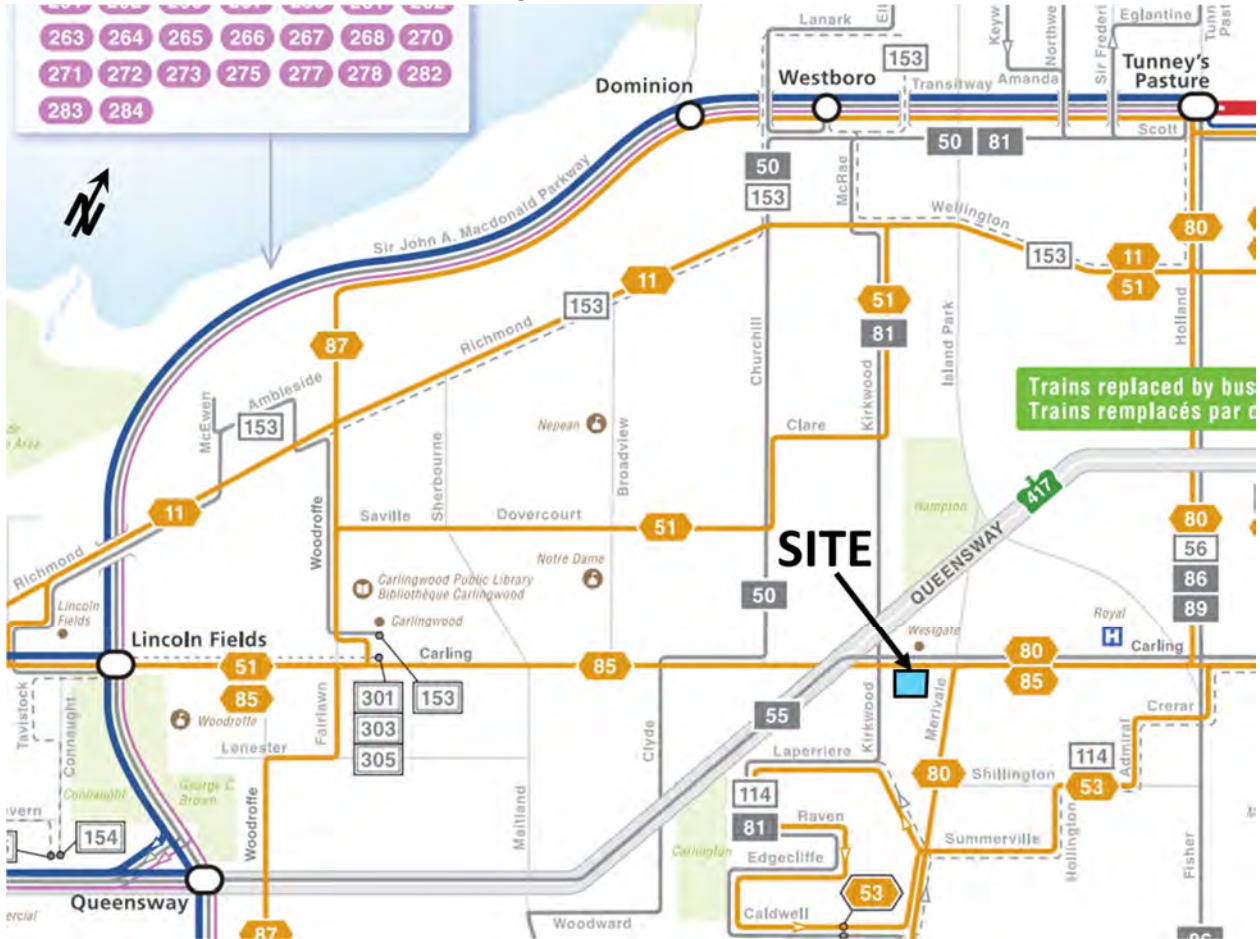 263 264 265 266 267 268 270
271 272 273 275 277 278 282
283 284
N
Lanark
Eglantine
Northwe
Sir Frederi
153
Dominion
Westboro
Transitway
Amanda
Tunney's
Pasture
Scott
50
153
50 81
McRae
Sir John A. Macdonald Parkway
Wellington
153
80
11
51
11
153
Richmond
51
81
87
Churchill
Kirkwood
Island Park
Holland
Trains replaced by bus
Trains remplacés par
McEwen
Ambleside
153
Nepean
Broadview
Clare
Sherbourne
Hampton
417
QUEENSWAY
11
Woodroffe
Saville
Dovercourt
51
80
56
86
89
SITE
Richmond
Notre Dame
Carlingwood Public Library
Bibliothèque Carlingwood
50
Lincoln
Fields
Carlingwood
Westgate
Royal
H
Lincoln Fields
51
85
Carling
85
80
85
Carling
Tavistock
Connaught
Woodroffe
Fairlawn
301
303
305
153
55
Kirkwood
Merivale
Crerar
Lenester
Clyde
Laperriere
80
Shillington
114
53
Admiral
Connaught
George C.
Brown
Woodroffe
Maitland
114
81
Raven
Summerville
Hollington
Fisher
vern
154
Carlington
Edgecliffe
53
Queensway
Caldwell
ercial
87
Woodward